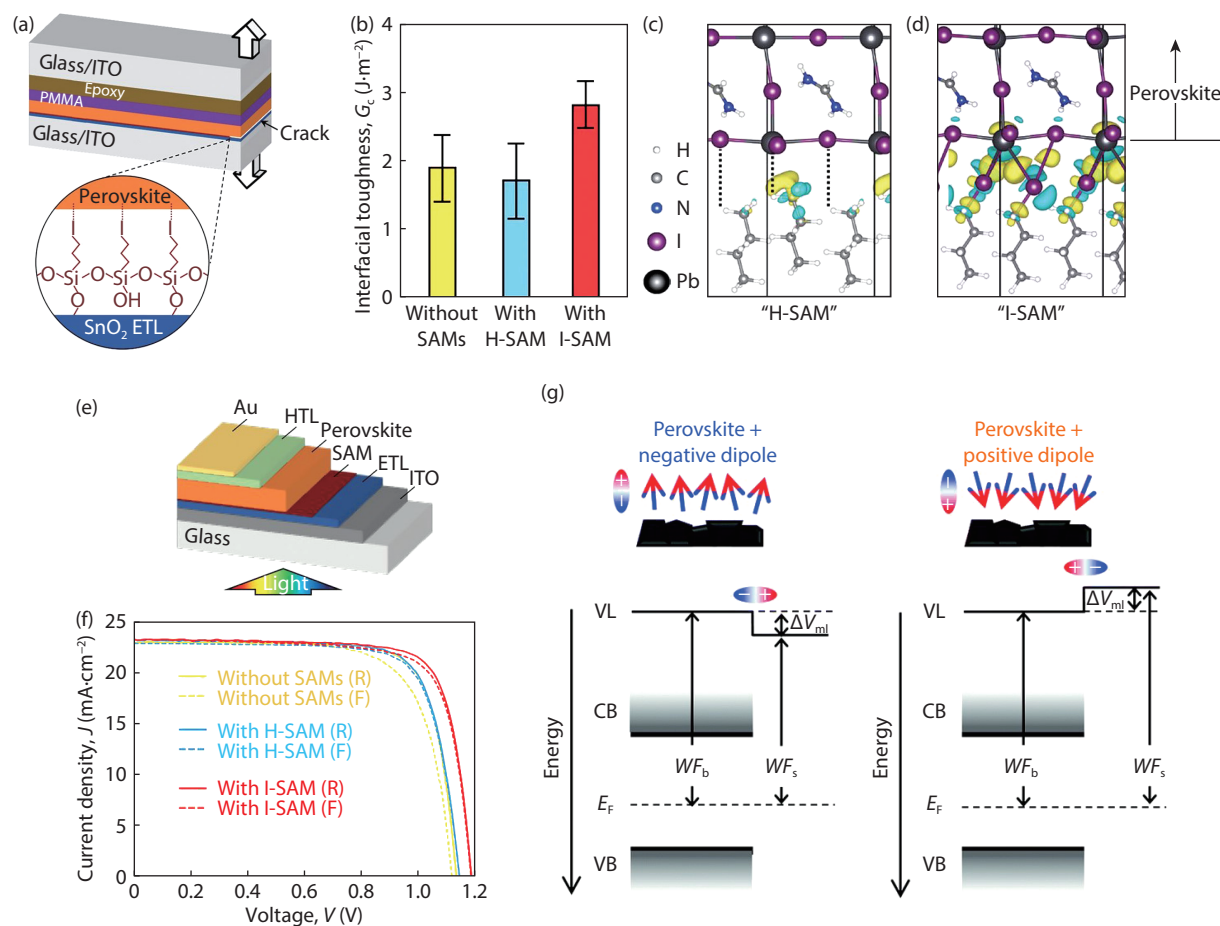 (a)
Glass/ITO
Epoxy
PMMA
Glass/ITO
Crack
Perovskite
O Si O Si O Si O
O OH O
SnO₂ ETL
(b)
Interfacial toughness, Gc (J·m⁻²)
4
3
2
1
0
Without
SAMs
With
H-SAM
With
I-SAM
(c)
H
C
N
I
Pb
"H-SAM"
(d)
Perovskite
"I-SAM"
(e)
Au
HTL
Perovskite
SAM
ETL
ITO
Glass
Light
(f)
Current density, J (mA·cm⁻²)
25
20
15
10
5
0
Without SAMs (R)
Without SAMs (F)
With H-SAM (R)
With H-SAM (F)
With I-SAM (R)
With I-SAM (F)
0 0.2 0.4 0.6 0.8 1.0 1.2
Voltage, V (V)
(g)
Perovskite +
negative dipole
+
−
− +
VL
ΔVml
CB
Energy
WFb
WFs
EF
VB
Perovskite +
positive dipole
−
+
+ −
VL
ΔVml
CB
Energy
WFb
WFs
EF
VB